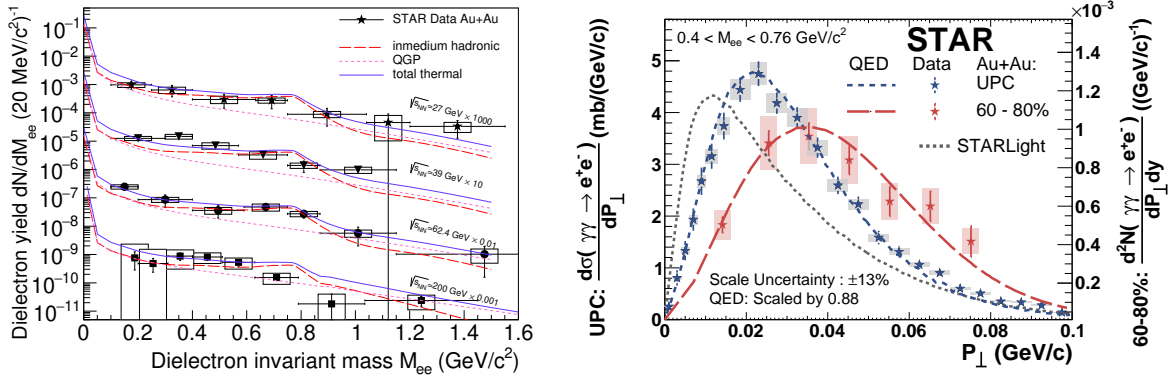 STAR Data Au+Au
inmedium hadronic
QGP
total thermal
√s_NN=27 GeV × 1000
√s_NN=39 GeV × 10
√s_NN=62.4 GeV × 0.01
√s_NN=200 GeV × 0.001
Dielectron yield dN/dM_ee (20 MeV/c²)⁻¹
10⁻¹
10⁻²
10⁻³
10⁻⁴
10⁻⁵
10⁻⁶
10⁻⁷
10⁻⁸
10⁻⁹
10⁻¹⁰
10⁻¹¹
0 0.2 0.4 0.6 0.8 1 1.2 1.4 1.6
Dielectron invariant mass M_ee (GeV/c²)
0.4 < M_ee < 0.76 GeV/c²
STAR
×10⁻³
QED Data Au+Au:
UPC
60 - 80%
STARLight
Scale Uncertainty : ±13%
QED: Scaled by 0.88
UPC: dσ( γγ → e⁺e⁻) / dP⊥ (mb/(GeV/c))
0
1
2
3
4
5
60-80%: d²N( γγ → e⁺e⁻) / dP⊥ dy ((GeV/c)⁻¹)
0.2
0.4
0.6
0.8
1
1.2
1.4
0 0.02 0.04 0.06 0.08 0.1
P⊥ (GeV/c)